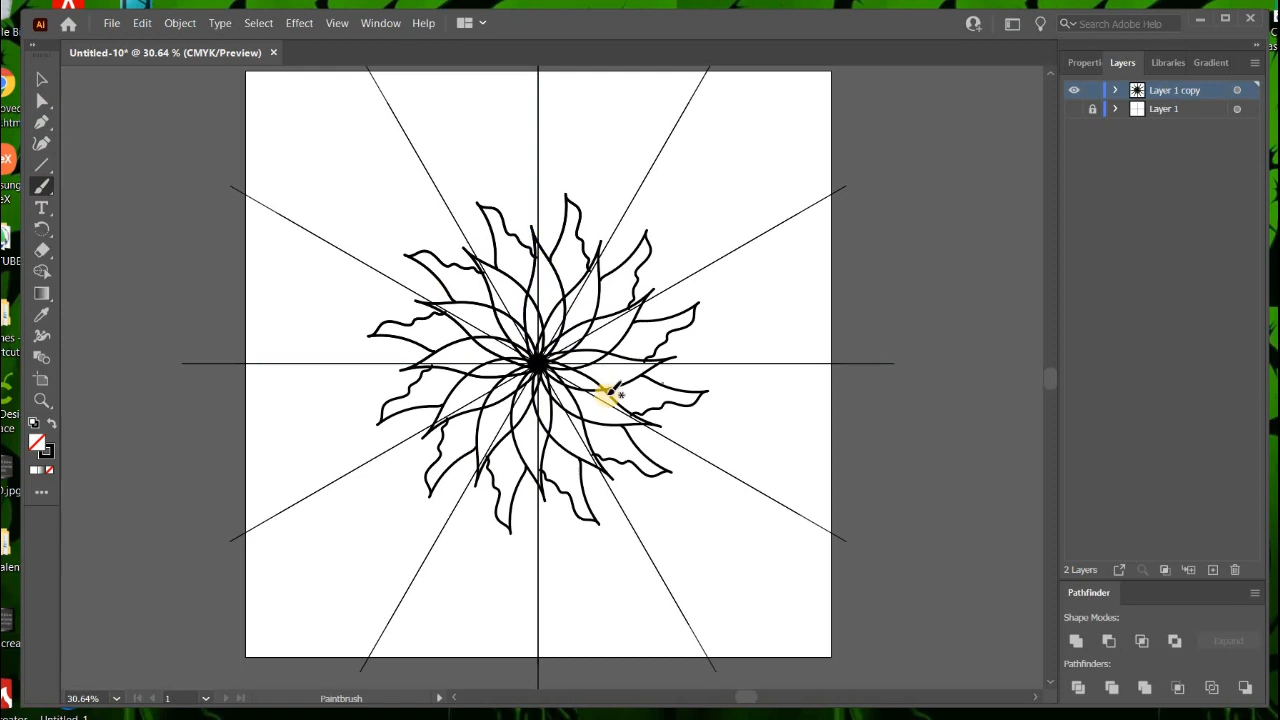 Ai File Edit Object Type Select Effect View Window Help Search Adobe Help
Untitled-10* @ 30.64 % (CMYK/Preview) ×
Layers Libraries Gradient
Layer 1 copy
Layer 1
2 Layers
Pathfinder
Shape Modes:
Expand
Pathfinders:
30.64% 1 Paintbrush
Untitled-1